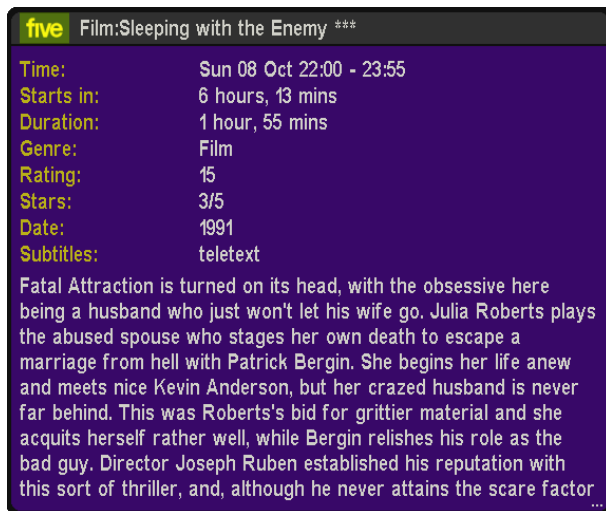 five Film:Sleeping with the Enemy ***
Time: Sun 08 Oct 22:00 - 23:55
Starts in: 6 hours, 13 mins
Duration: 1 hour, 55 mins
Genre: Film
Rating: 15
Stars: 3/5
Date: 1991
Subtitles: teletext
Fatal Attraction is turned on its head, with the obsessive here
being a husband who just won't let his wife go. Julia Roberts plays
the abused spouse who stages her own death to escape a
marriage from hell with Patrick Bergin. She begins her life anew
and meets nice Kevin Anderson, but her crazed husband is never
far behind. This was Roberts's bid for grittier material and she
acquits herself rather well, while Bergin relishes his role as the
bad guy. Director Joseph Ruben established his reputation with
this sort of thriller, and, although he never attains the scare factor
...